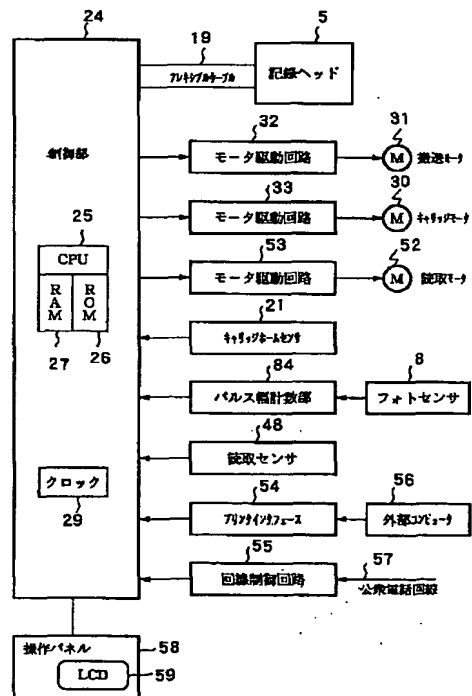 24
19
5
フレキシブルケーブル
記録ヘッド
32
31
制御部
モータ駆動回路
M
搬送モータ
33
30
モータ駆動回路
M
キャリッジモータ
25
53
52
CPU
モータ駆動回路
M
読取モータ
RAM
ROM
21
27
26
キャリッジホームセンサ
84
8
パルス幅計数部
フォトセンサ
48
読取センサ
クロック
54
56
29
プリンタインタフェース
外部コンピュータ
55
57
回線制御回路
公衆電話回線
操作パネル
58
LCD
59